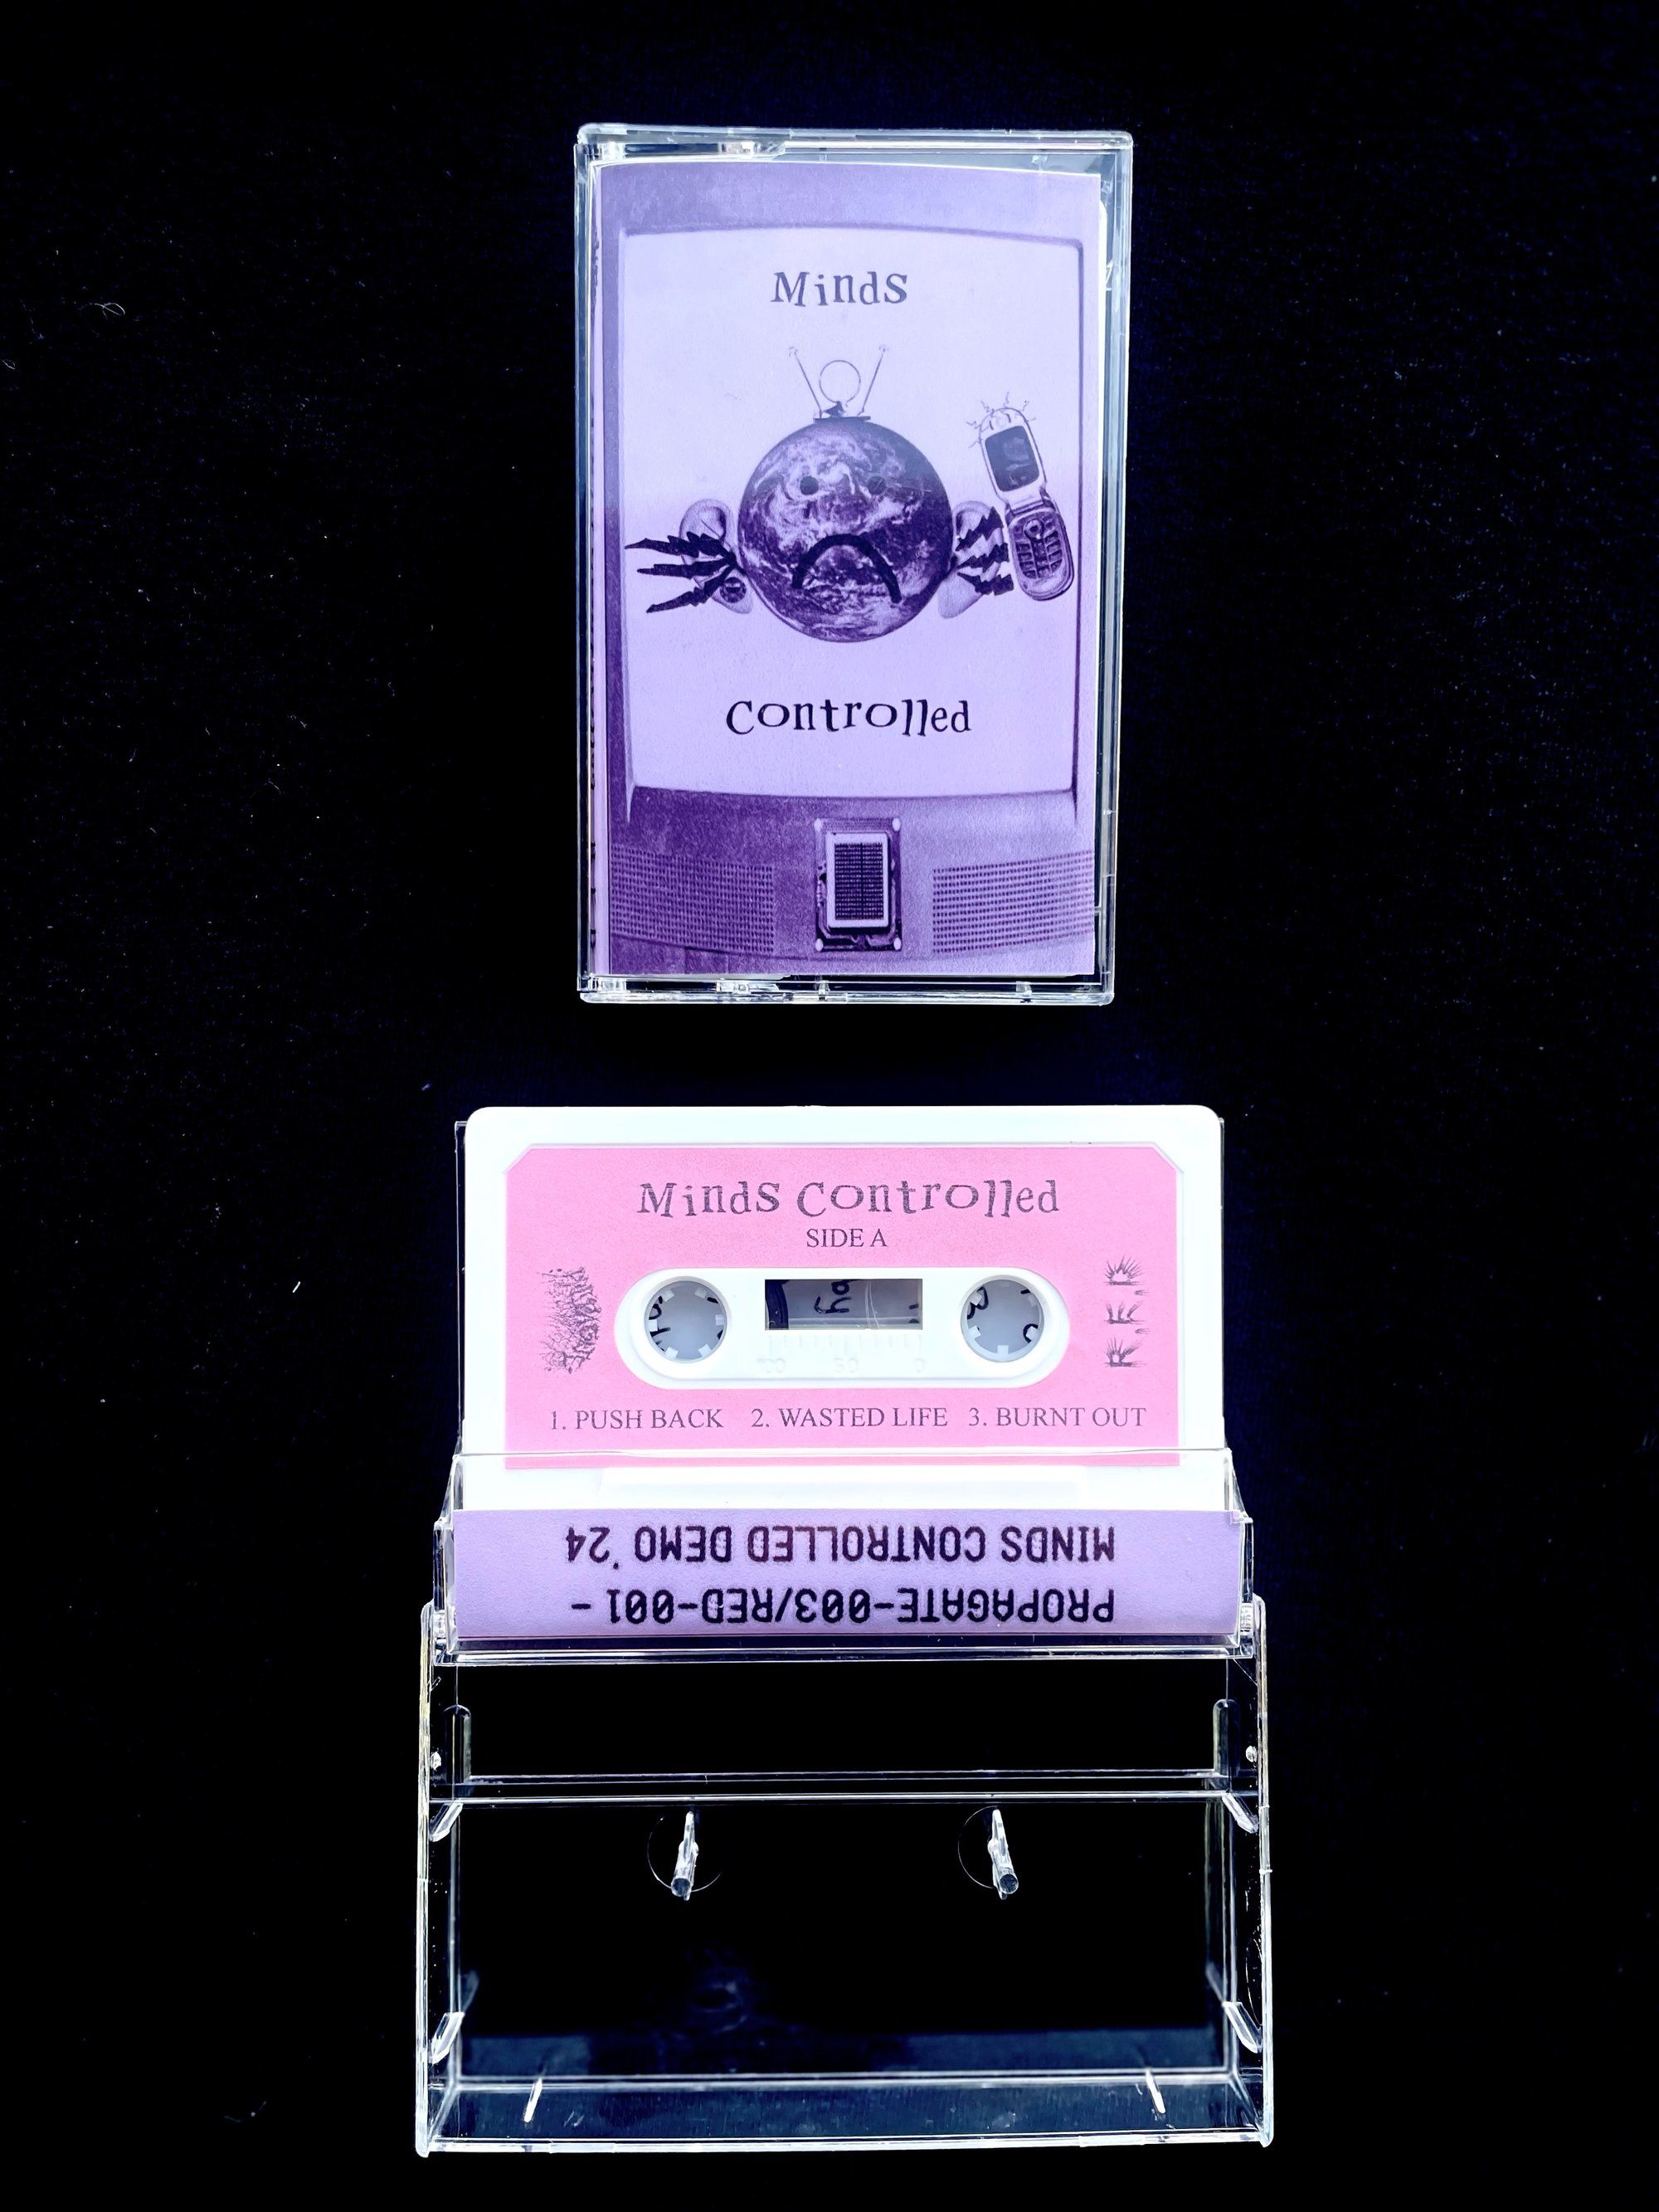 Minds
Controlled
Minds Controlled
SIDE A
R.E.D
1. PUSH BACK 2. WASTED LIFE 3. BURNT OUT
PROPAGATE-003/RED-001 -
MINDS CONTROLLED DEMO '24